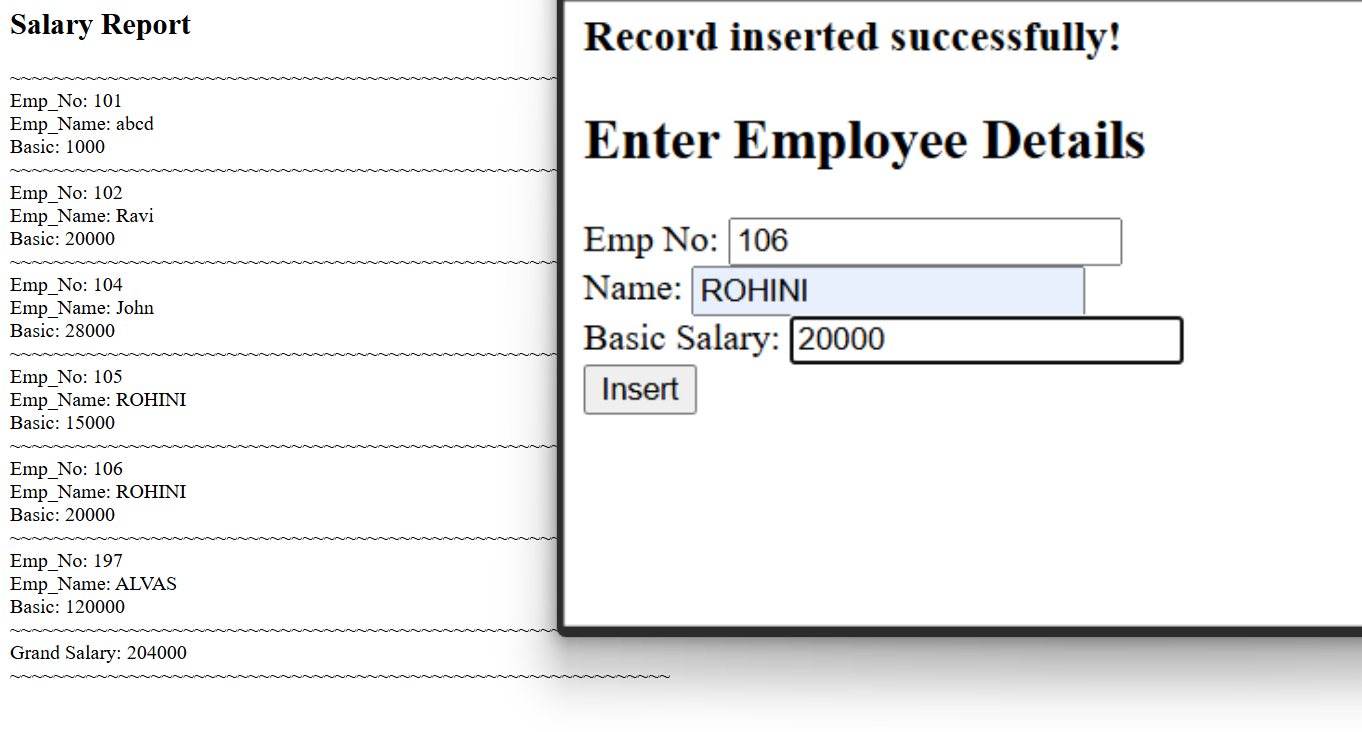 Salary Report
~~~~~~~~~~~~~~~~~~~~~~~~~~~~~~~~~~~~~~~~~~~~~~~~~~
Emp_No: 101
Emp_Name: abcd
Basic: 1000
~~~~~~~~~~~~~~~~~~~~~~~~~~~~~~~~~~~~~~~~~~~~~~~~~~
Emp_No: 102
Emp_Name: Ravi
Basic: 20000
~~~~~~~~~~~~~~~~~~~~~~~~~~~~~~~~~~~~~~~~~~~~~~~~~~
Emp_No: 104
Emp_Name: John
Basic: 28000
~~~~~~~~~~~~~~~~~~~~~~~~~~~~~~~~~~~~~~~~~~~~~~~~~~
Emp_No: 105
Emp_Name: ROHINI
Basic: 15000
~~~~~~~~~~~~~~~~~~~~~~~~~~~~~~~~~~~~~~~~~~~~~~~~~~
Emp_No: 106
Emp_Name: ROHINI
Basic: 20000
~~~~~~~~~~~~~~~~~~~~~~~~~~~~~~~~~~~~~~~~~~~~~~~~~~
Emp_No: 197
Emp_Name: ALVAS
Basic: 120000
~~~~~~~~~~~~~~~~~~~~~~~~~~~~~~~~~~~~~~~~~~~~~~~~~~
Grand Salary: 204000
~~~~~~~~~~~~~~~~~~~~~~~~~~~~~~~~~~~~~~~~~~~~~~~~~~~~~~~~~~~~
Record inserted successfully!
Enter Employee Details
Emp No: 106
Name: ROHINI
Basic Salary: 20000
Insert